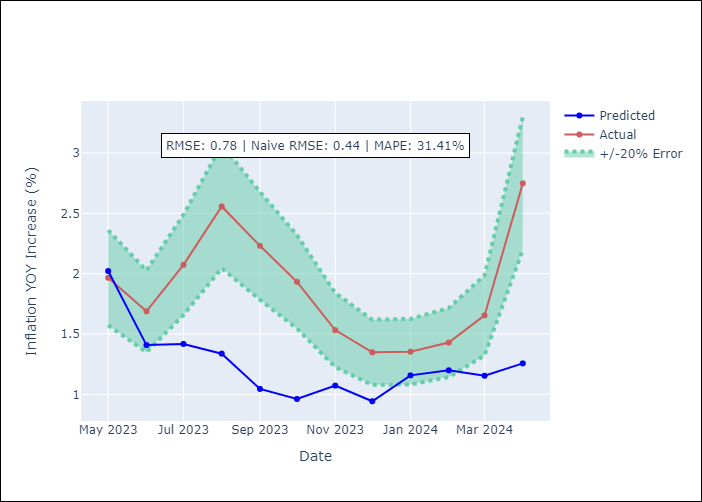 RMSE: 0.78 | Naive RMSE: 0.44 | MAPE: 31.41%
Predicted
Actual
+/-20% Error
Inflation YOY Increase (%)
3
2.5
2
1.5
1
May 2023 Jul 2023 Sep 2023 Nov 2023 Jan 2024 Mar 2024
Date